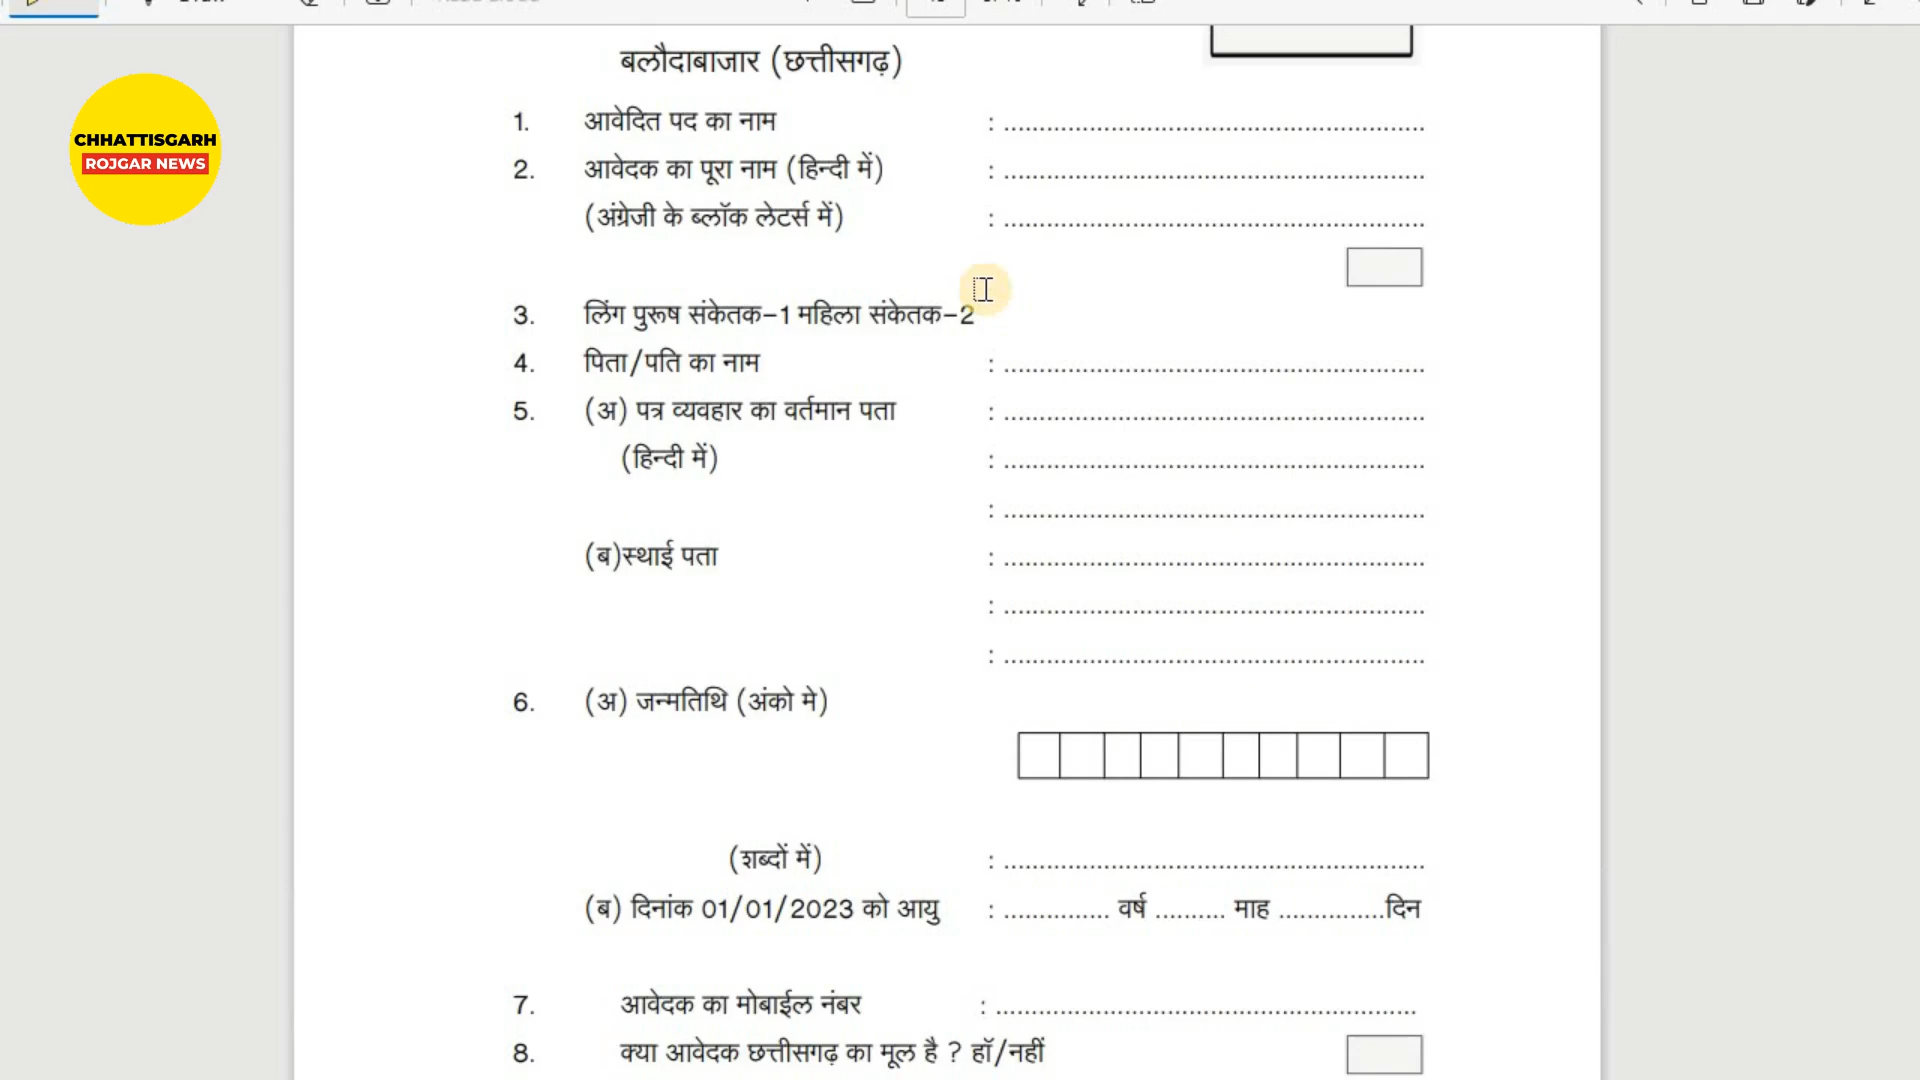 बलौदाबाजार (छत्तीसगढ़)
CHHATTISGARH
ROJGAR NEWS
1. आवेदित पद का नाम : ..........................................................
2. आवेदक का पूरा नाम (हिन्दी में) : ..........................................................
(अंग्रेजी के ब्लॉक लेटर्स में) : ..........................................................
3. लिंग पुरूष संकेतक-1 महिला संकेतक-2
4. पिता/पति का नाम : ..........................................................
5. (अ) पत्र व्यवहार का वर्तमान पता : ..........................................................
(हिन्दी में) : ..........................................................
: ..........................................................
(ब)स्थाई पता : ..........................................................
: ..........................................................
: ..........................................................
6. (अ) जन्मतिथि (अंको मे)
(शब्दों में) : ..........................................................
(ब) दिनांक 01/01/2023 को आयु : ............... वर्ष .......... माह ...............दिन
7. आवेदक का मोबाईल नंबर : ..........................................................
8. क्या आवेदक छत्तीसगढ़ का मूल है ? हॉ/नहीं